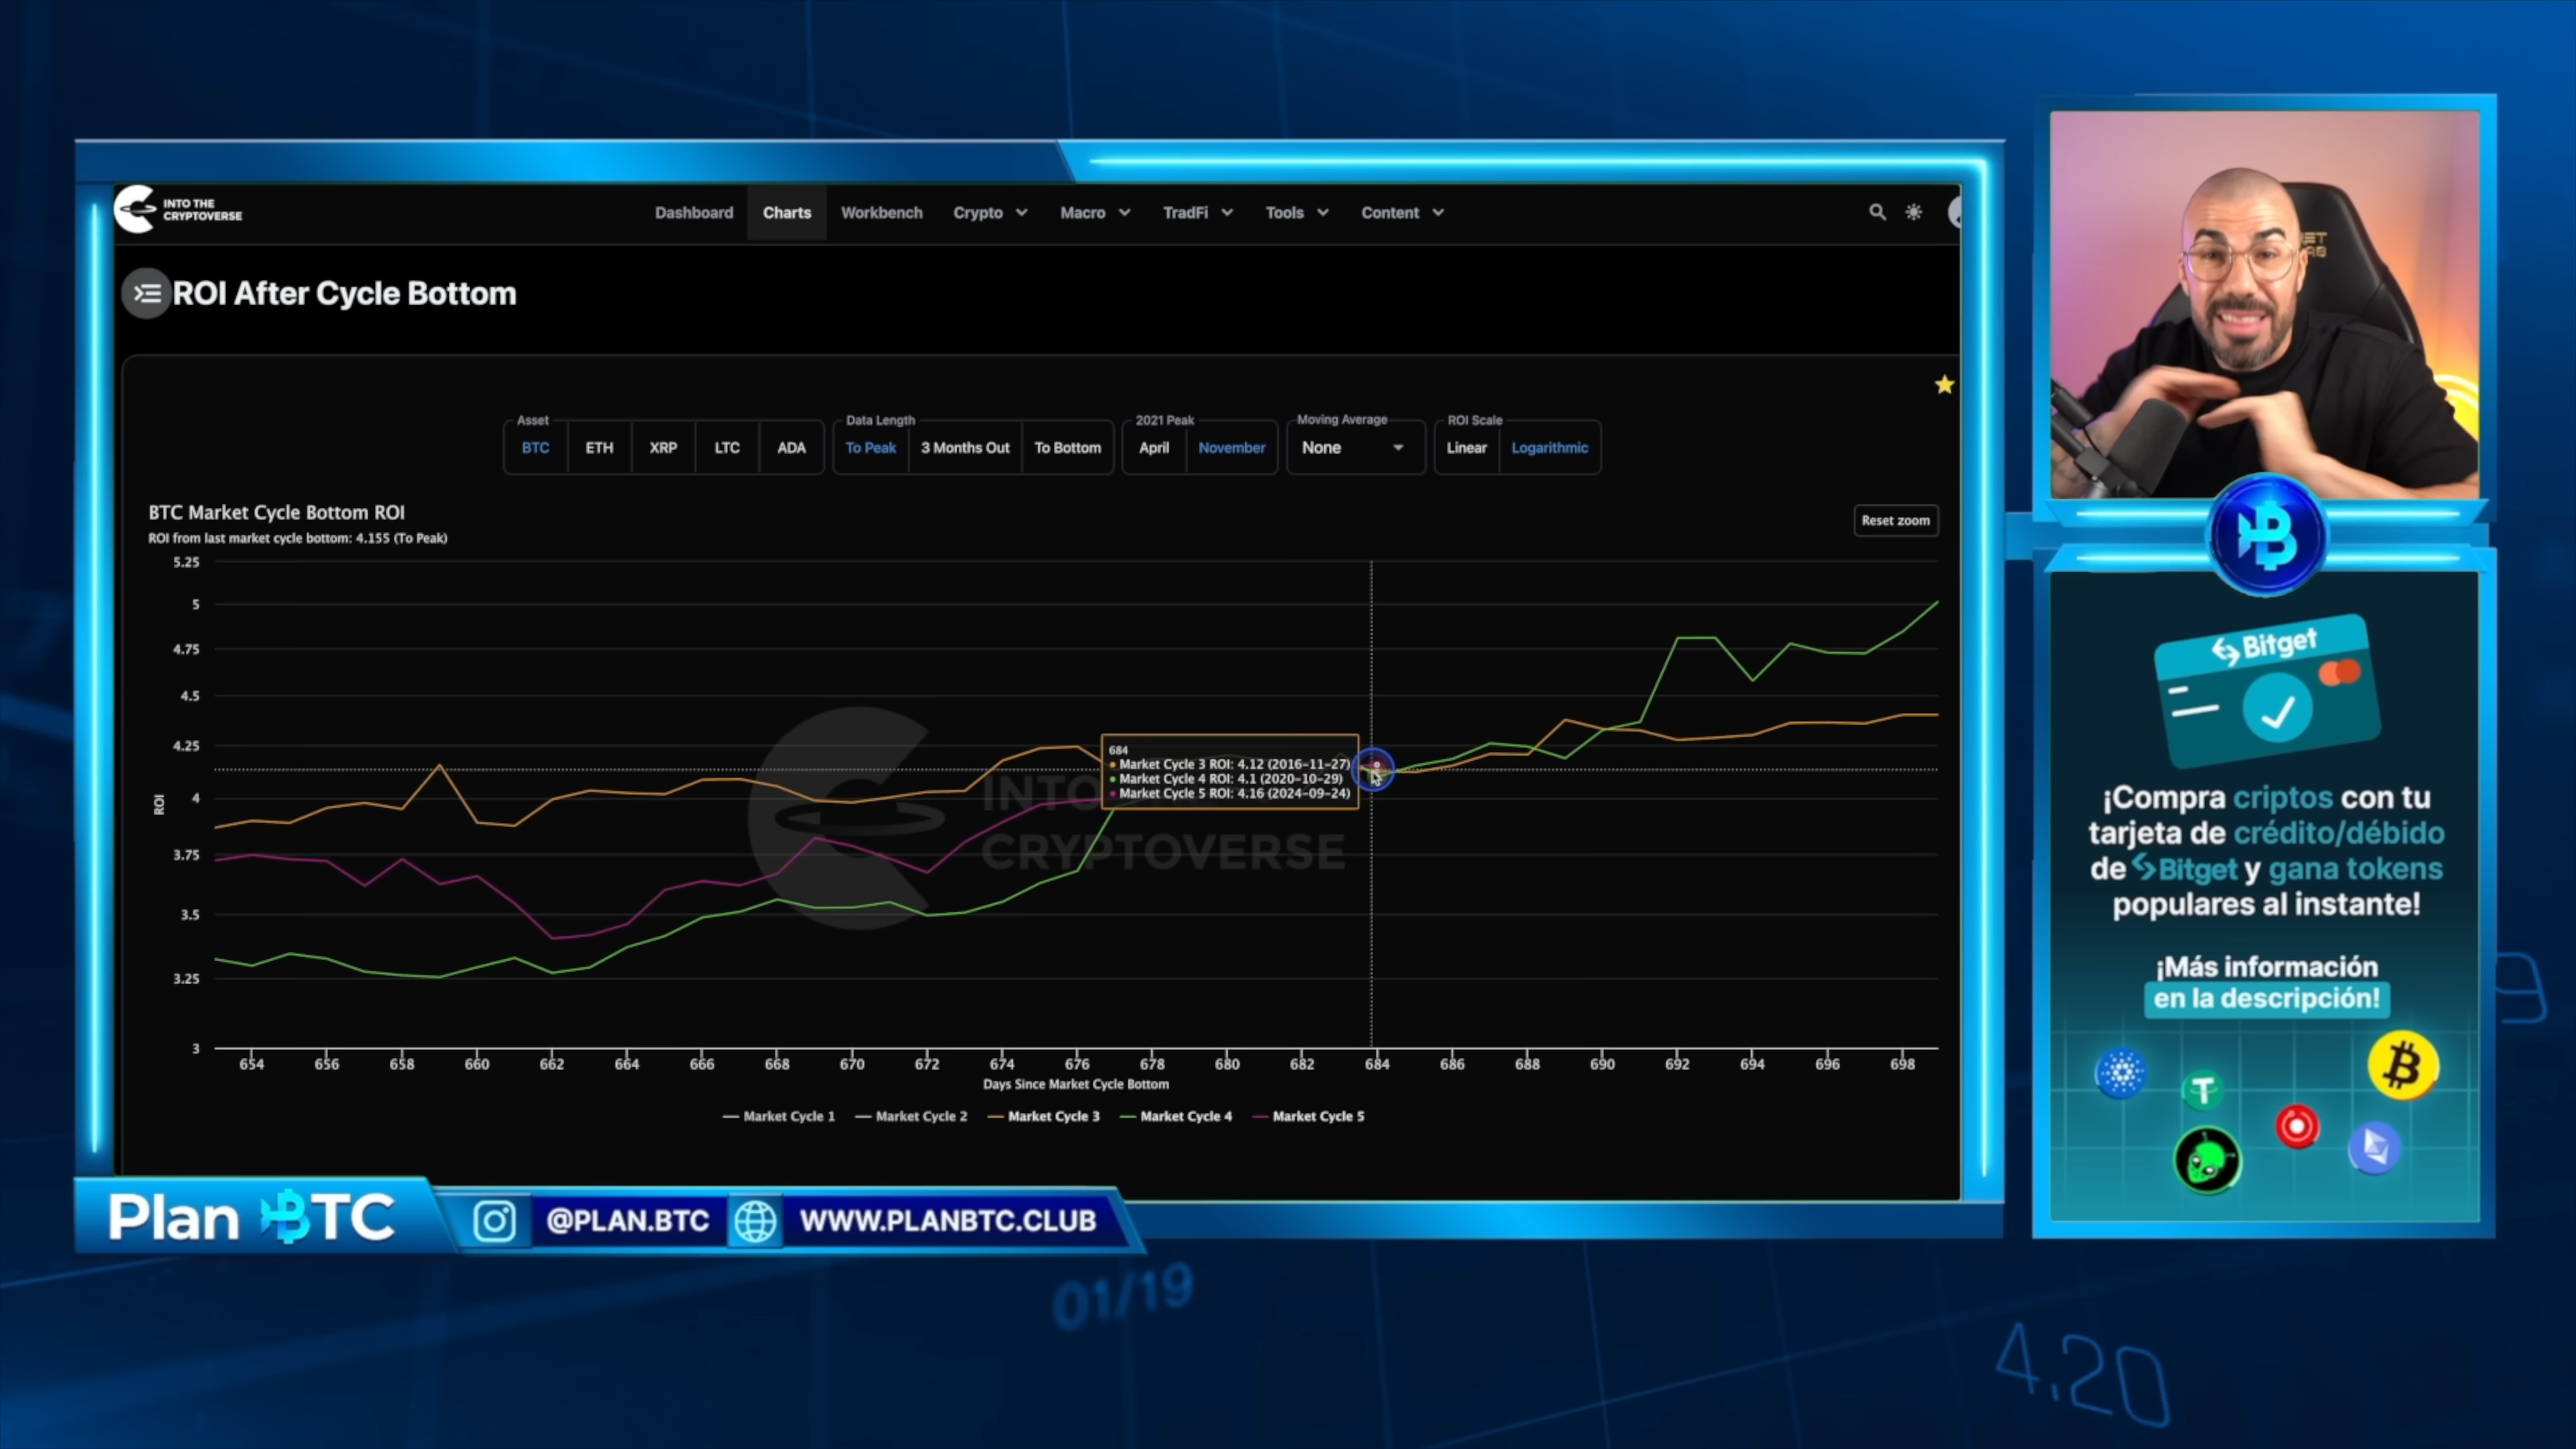 INTO THE
CRYPTOVERSE
Dashboard
Charts
Workbench
Crypto
Macro
TradFi
Tools
Content
ROI After Cycle Bottom
Asset
BTC
ETH
XRP
LTC
ADA
Data Length
To Peak
3 Months Out
To Bottom
2021 Peak
April
November
Moving Average
None
ROI Scale
Linear
Logarithmic
BTC Market Cycle Bottom ROI
ROI from last market cycle bottom: 4.155 (To Peak)
Reset zoom
5.25
5
4.75
4.5
4.25
4
3.75
3.5
3.25
3
ROI
684
Market Cycle 3 ROI: 4.12 (2016-11-27)
Market Cycle 4 ROI: 4.1 (2020-10-29)
Market Cycle 5 ROI: 4.16 (2024-09-24)
INTO
CRYPTOVERSE
654 656 658 660 662 664 666 668 670 672 674 676 678 680 682 684 686 688 690 692 694 696 698
Days Since Market Cycle Bottom
Market Cycle 1
Market Cycle 2
Market Cycle 3
Market Cycle 4
Market Cycle 5
Plan BTC
@PLAN.BTC
WWW.PLANBTC.CLUB
Bitget
¡Compra criptos con tu
tarjeta de crédito/débido
de Bitget y gana tokens
populares al instante!
¡Más información
en la descripción!
01/19
4.20